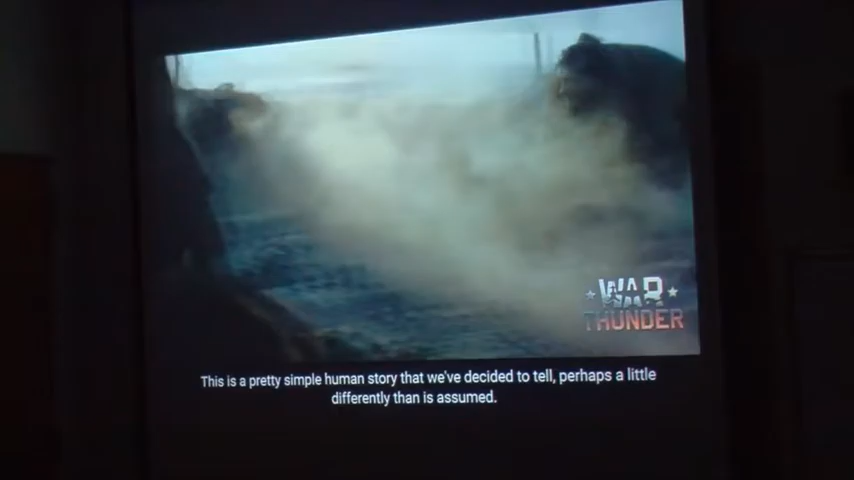 WAR
THUNDER
This is a pretty simple human story that we've decided to tell, perhaps a little
differently than is assumed.